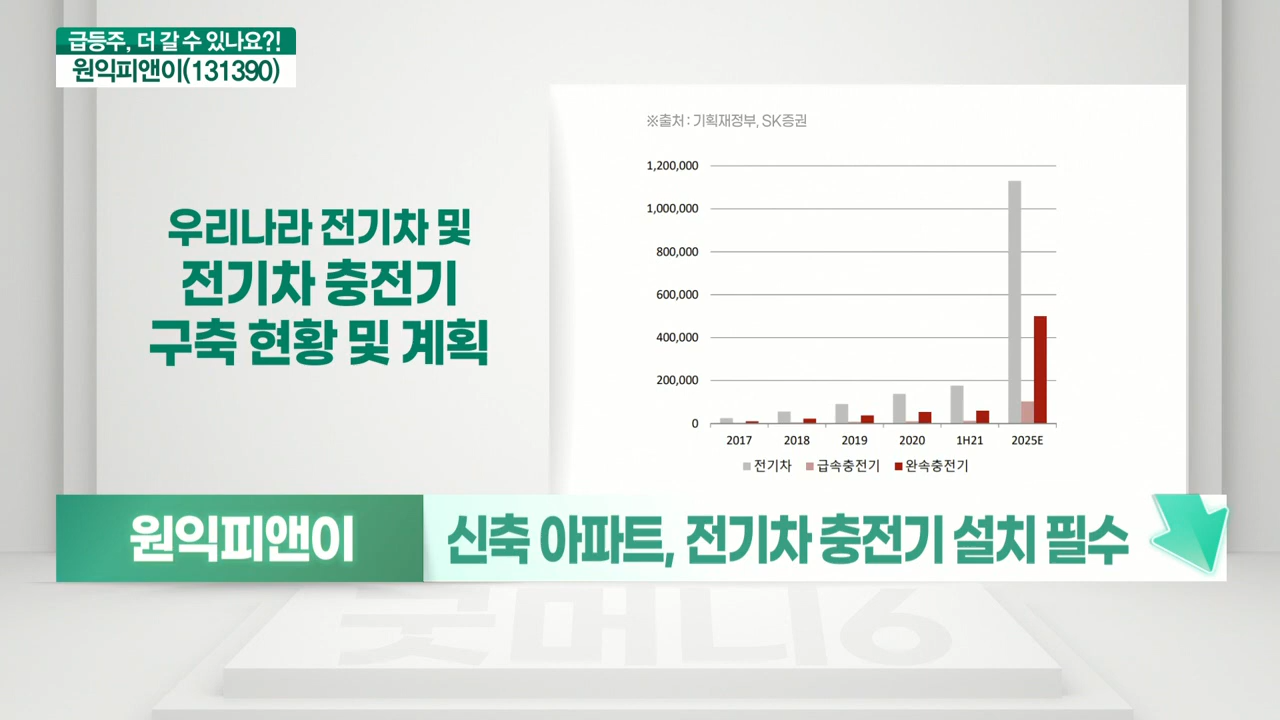 급등주, 더 갈 수 있나요?!
원익피앤이(131390)
※출처 : 기획재정부, SK증권
우리나라 전기차 및
전기차 충전기
구축 현황 및 계획
1,200,000
1,000,000
800,000
600,000
400,000
200,000
0
2017 2018 2019 2020 1H21 2025E
전기차 급속충전기 완속충전기
원익피앤이
신축 아파트, 전기차 충전기 설치 필수
굿머니6